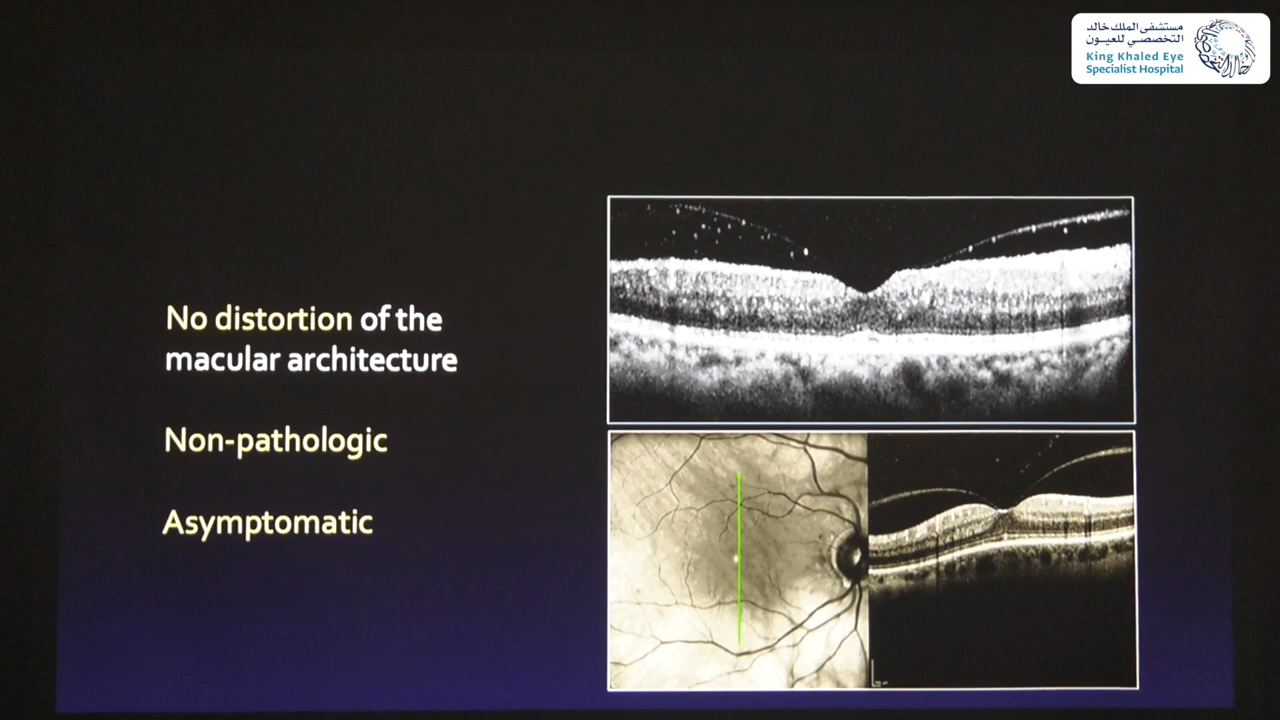 مستشفى الملك خالد
التخصصي للعيون
King Khaled Eye
Specialist Hospital
No distortion of the
macular architecture
Non-pathologic
Asymptomatic